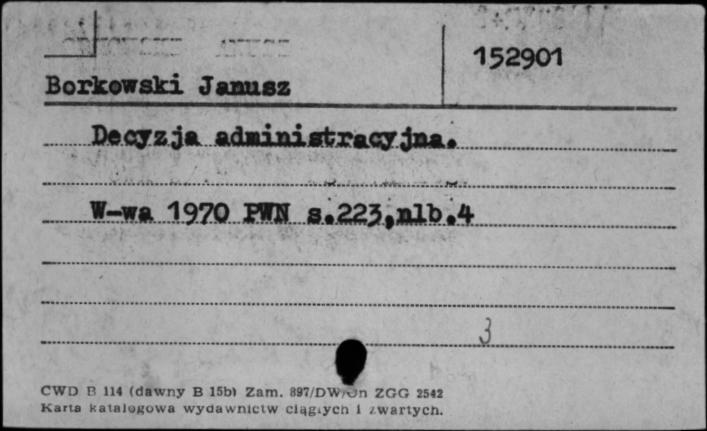 152901
Borkowski Janusz
Decyzja administracyjna.
W-wa 1970 PWN s.223,nlb.4
3
CWD B 114 (dawny B 15b) Zam. 897/DW/Dn ZGG 2542
Karta katalogowa wydawnictw ciągłych i zwartych.